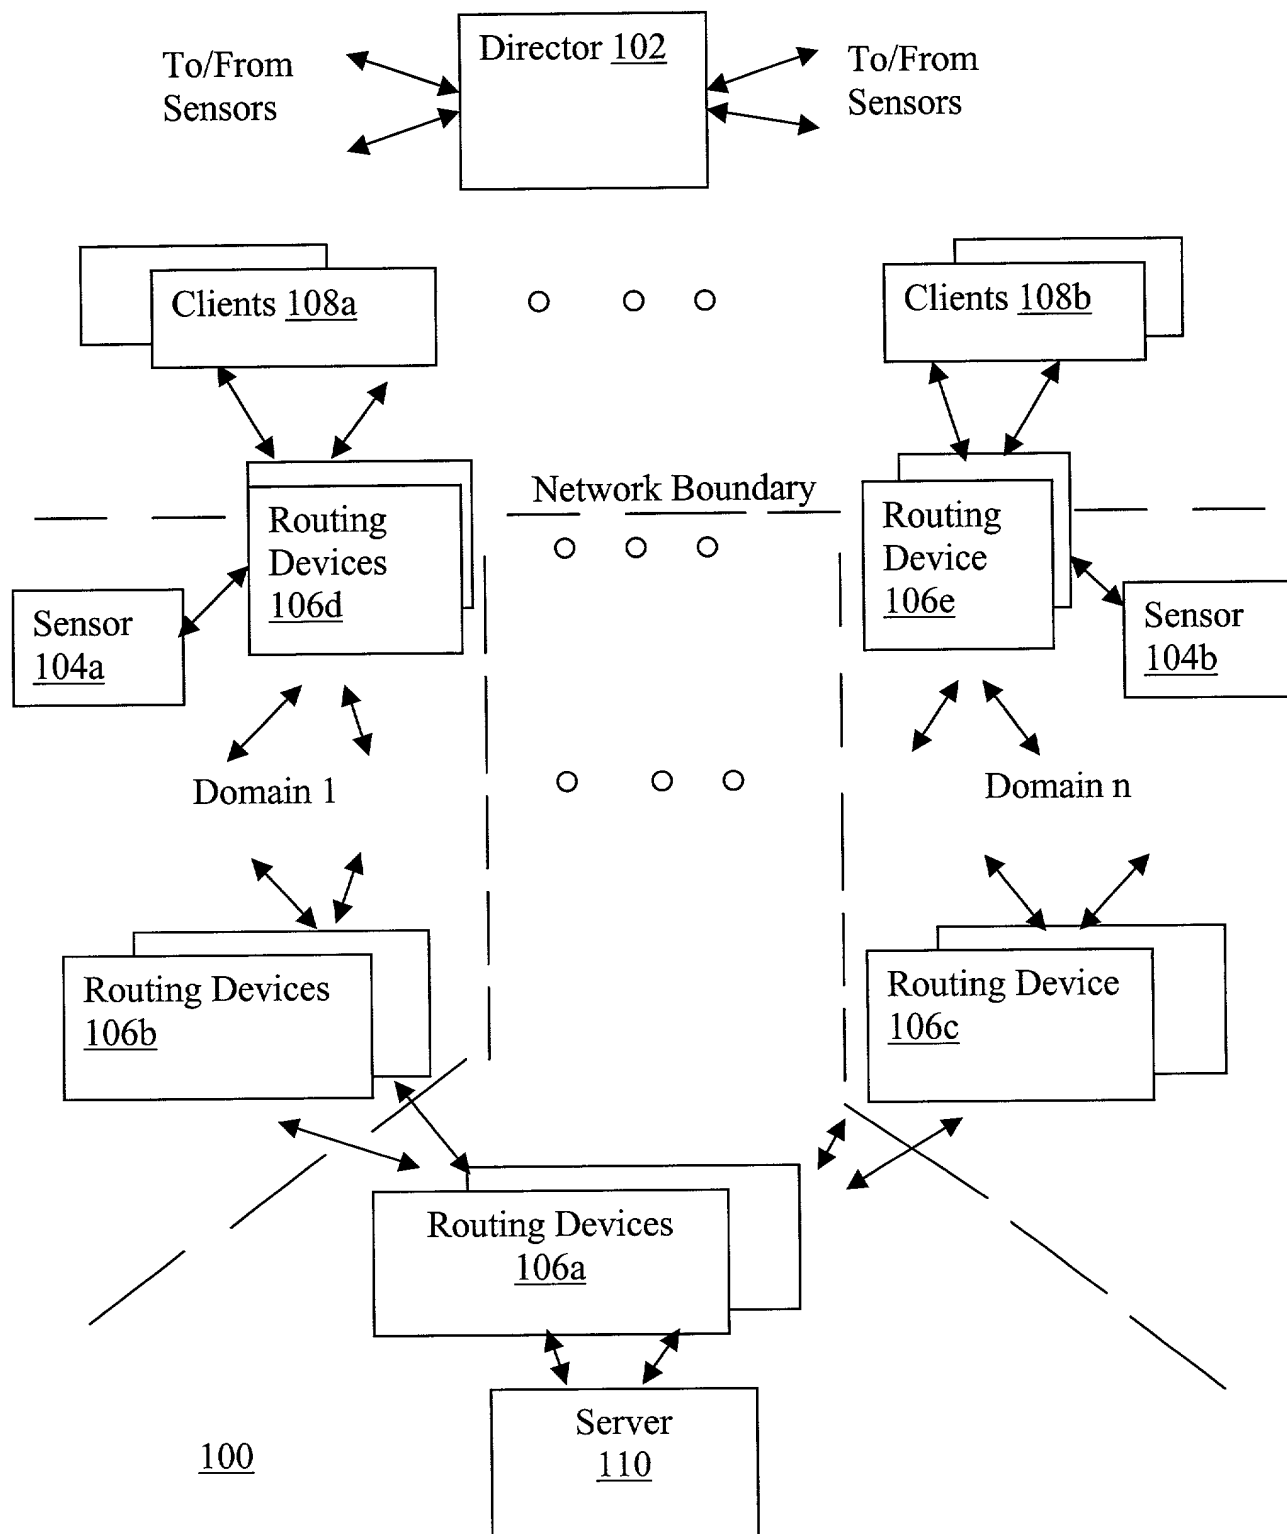 To/From
Sensors
Director 102
To/From
Sensors
Clients 108a
Clients 108b
Network Boundary
Routing
Devices
106d
Routing
Device
106e
Sensor
104a
Sensor
104b
Domain 1
Domain n
Routing Devices
106b
Routing Device
106c
Routing Devices
106a
Server
110
100